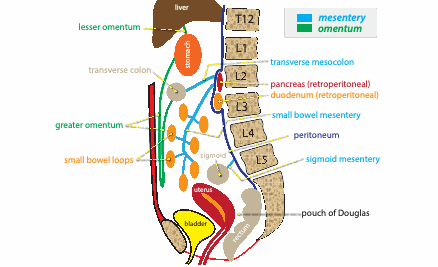 liver
T12
mesentery
lesser omentum
omentum
stomach
L1
transverse mesocolon
transverse colon
L2
pancreas (retroperitoneal)
duodenum (retroperitoneal)
L3
small bowel mesentery
greater omentum
L4
peritoneum
small bowel loops
sigmoid
L5
sigmoid mesentery
uterus
pouch of Douglas
bladder
rectum